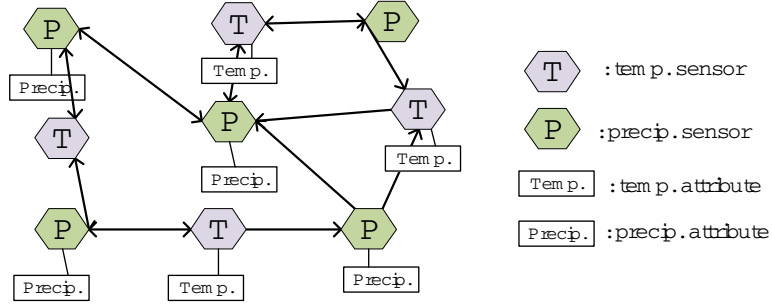 P
T
P
Precip.
Temp.
T
P
T
Precip.
Temp.
P
T
P
Precip.
Temp.
Precip.
T :temp.sensor
P :precip.sensor
Temp. :temp.attribute
Precip. :precip.attribute